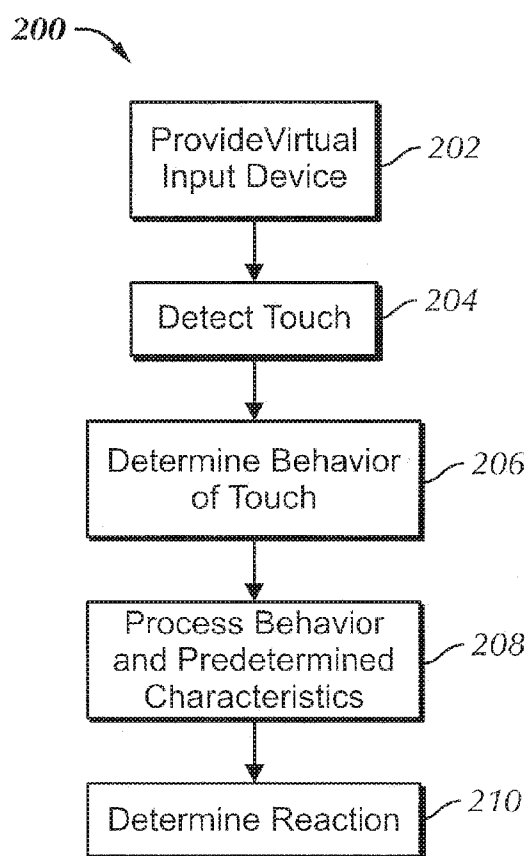 200
ProvideVirtual
Input Device
202
Detect Touch
204
Determine Behavior
of Touch
206
Process Behavior
and Predetermined
Characteristics
208
Determine Reaction
210